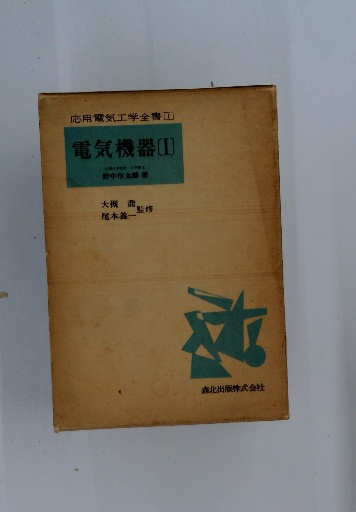 応用電気工学全書1
電気機器〔I〕
野中作太郎 著
大槻 喬
尾本義一 監修
森北出版株式会社